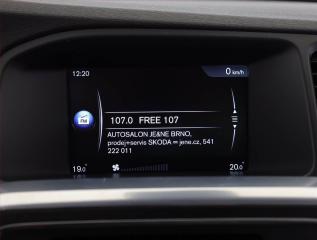 12:20
0 km/h
FM
107.0 FREE 107
AUTOSALON JE&NE BRNO,
prodej+servis SKODA = jene.cz, 541
222 011
19.0°
20.0°